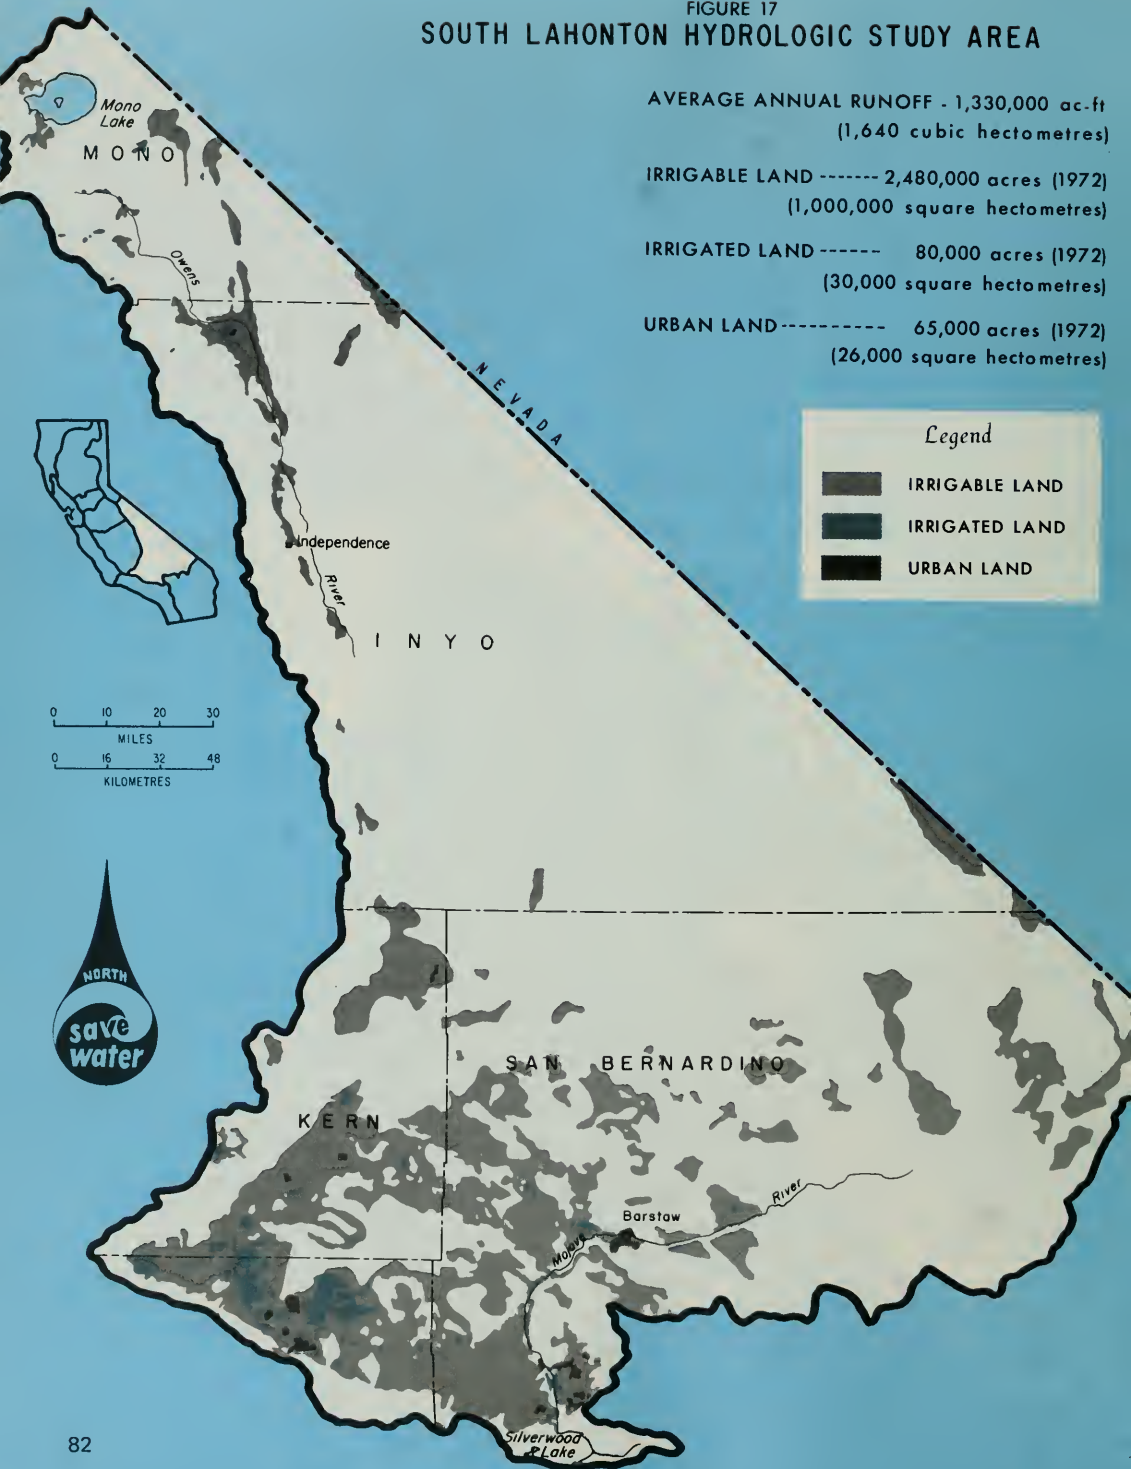 FIGURE 17
SOUTH LAHONTON HYDROLOGIC STUDY AREA
AVERAGE ANNUAL RUNOFF - 1,330,000 ac-ft
(1,640 cubic hectometres)
IRRIGABLE LAND ------- 2,480,000 acres (1972)
(1,000,000 square hectometres)
IRRIGATED LAND ------ 80,000 acres (1972)
(30,000 square hectometres)
URBAN LAND ---------- 65,000 acres (1972)
(26,000 square hectometres)
Legend
IRRIGABLE LAND
IRRIGATED LAND
URBAN LAND
Mono
Lake
MONO
Owens
NEVADA
Independence
River
INYO
0 10 20 30
MILES
0 16 32 48
KILOMETRES
NORTH
save
water
SAN BERNARDINO
KERN
Barstow
River
Mojave
Silverwood
Lake
82